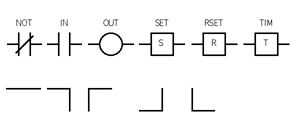 NOT IN OUT SET RSET TIM
S R T